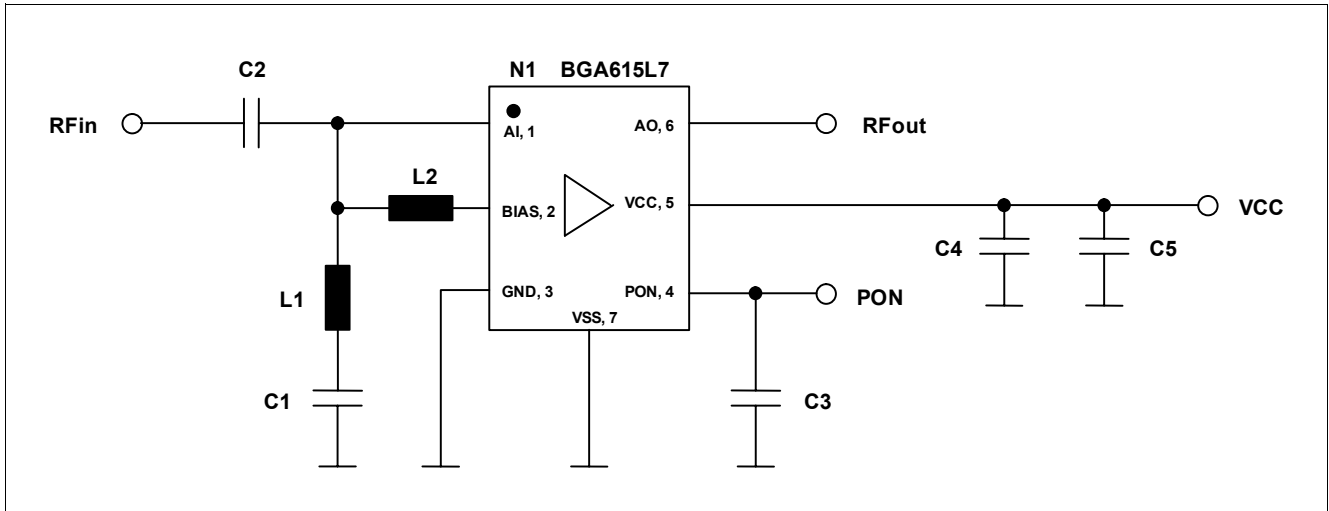 C2
N1 BGA615L7
RFin
AI, 1
AO, 6
RFout
L2
BIAS, 2
VCC, 5
VCC
C4
C5
L1
GND, 3
PON, 4
PON
VSS, 7
C1
C3